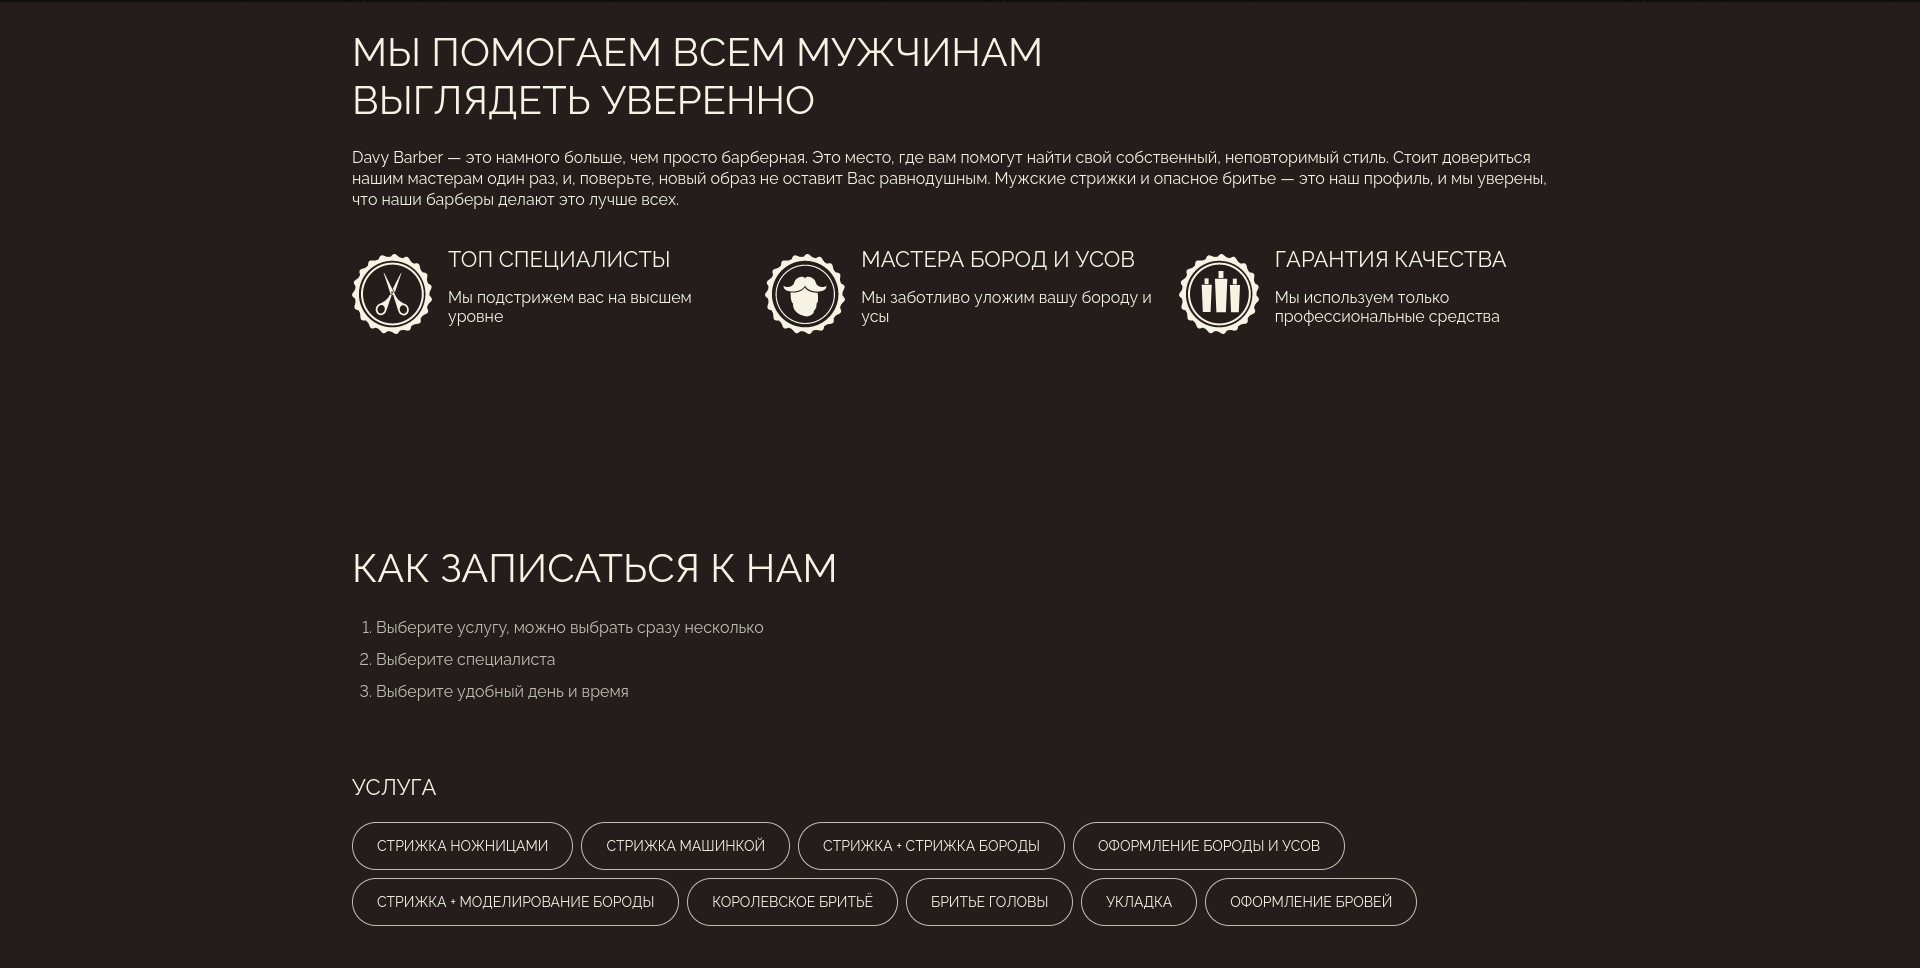 МЫ ПОМОГАЕМ ВСЕМ МУЖЧИНАМ
ВЫГЛЯДЕТЬ УВЕРЕННО
Davy Barber — это намного больше, чем просто барберная. Это место, где вам помогут найти свой собственный, неповторимый стиль. Стоит довериться
нашим мастерам один раз, и, поверьте, новый образ не оставит Вас равнодушным. Мужские стрижки и опасное бритье — это наш профиль, и мы уверены,
что наши барберы делают это лучше всех.
ТОП СПЕЦИАЛИСТЫ
Мы подстрижем вас на высшем
уровне
МАСТЕРА БОРОД И УСОВ
Мы заботливо уложим вашу бороду и
усы
ГАРАНТИЯ КАЧЕСТВА
Мы используем только
профессиональные средства
КАК ЗАПИСАТЬСЯ К НАМ
1. Выберите услугу, можно выбрать сразу несколько
2. Выберите специалиста
3. Выберите удобный день и время
УСЛУГА
СТРИЖКА НОЖНИЦАМИ
СТРИЖКА МАШИНКОЙ
СТРИЖКА + СТРИЖКА БОРОДЫ
ОФОРМЛЕНИЕ БОРОДЫ И УСОВ
СТРИЖКА + МОДЕЛИРОВАНИЕ БОРОДЫ
КОРОЛЕВСКОЕ БРИТЬЁ
БРИТЬЕ ГОЛОВЫ
УКЛАДКА
ОФОРМЛЕНИЕ БРОВЕЙ